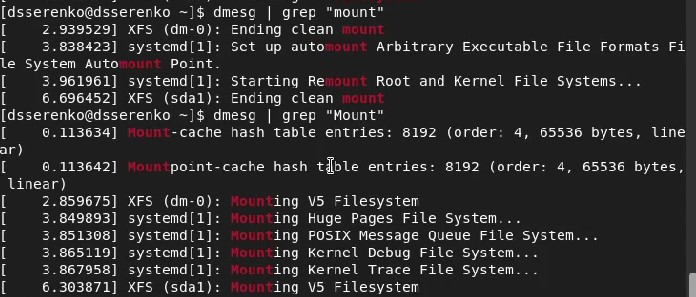 [dsserenko@dsserenko ~]$ dmesg | grep "mount"
[    2.939529] XFS (dm-0): Ending clean mount
[    3.838423] systemd[1]: Set up automount Arbitrary Executable File Formats Fi
le System Automount Point.
[    3.961961] systemd[1]: Starting Remount Root and Kernel File Systems...
[    6.696452] XFS (sda1): Ending clean mount
[dsserenko@dsserenko ~]$ dmesg | grep "Mount"
[    0.113634] Mount-cache hash table entries: 8192 (order: 4, 65536 bytes, line
ar)
[    0.113642] Mountpoint-cache hash table entries: 8192 (order: 4, 65536 bytes,
 linear)
[    2.859675] XFS (dm-0): Mounting V5 Filesystem
[    3.849893] systemd[1]: Mounting Huge Pages File System...
[    3.851308] systemd[1]: Mounting POSIX Message Queue File System...
[    3.865119] systemd[1]: Mounting Kernel Debug File System...
[    3.867958] systemd[1]: Mounting Kernel Trace File System...
[    6.303871] XFS (sda1): Mounting V5 Filesystem